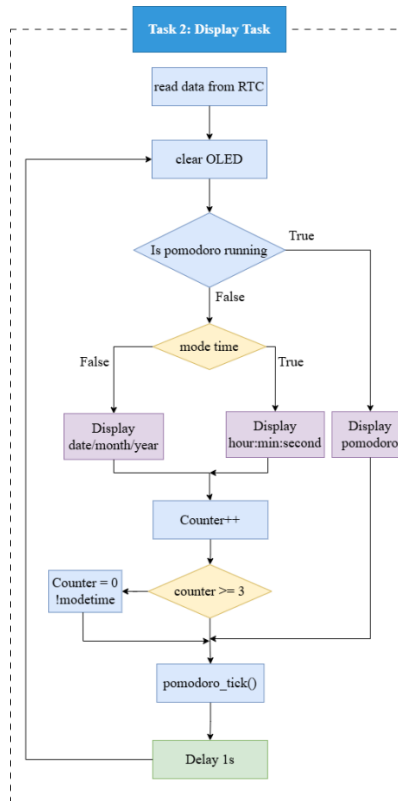 Task 2: Display Task
read data from RTC
clear OLED
Is pomodoro running
True
False
mode time
False
True
Display
date/month/year
Display
hour:min:second
Display
pomodoro
Counter++
Counter = 0
!modetime
counter >= 3
pomodoro_tick()
Delay 1s